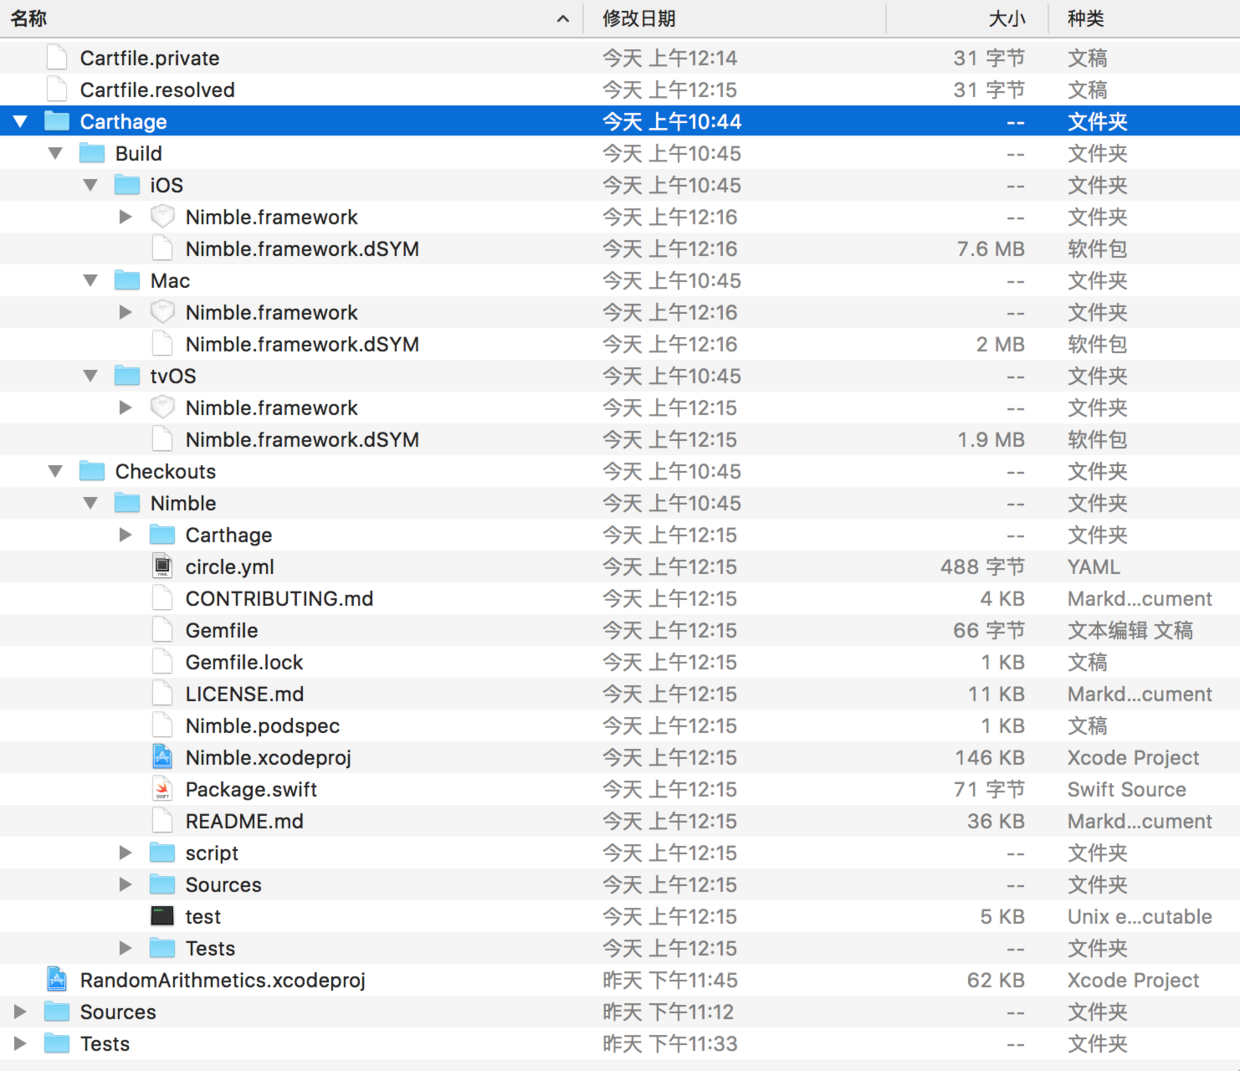 名称 修改日期 大小 种类
Cartfile.private 今天 上午12:14 31 字节 文稿
Cartfile.resolved 今天 上午12:15 31 字节 文稿
Carthage 今天 上午10:44 -- 文件夹
Build 今天 上午10:45 -- 文件夹
iOS 今天 上午10:45 -- 文件夹
Nimble.framework 今天 上午12:16 -- 文件夹
Nimble.framework.dSYM 今天 上午12:16 7.6 MB 软件包
Mac 今天 上午10:45 -- 文件夹
Nimble.framework 今天 上午12:16 -- 文件夹
Nimble.framework.dSYM 今天 上午12:16 2 MB 软件包
tvOS 今天 上午10:45 -- 文件夹
Nimble.framework 今天 上午12:15 -- 文件夹
Nimble.framework.dSYM 今天 上午12:15 1.9 MB 软件包
Checkouts 今天 上午10:45 -- 文件夹
Nimble 今天 上午10:45 -- 文件夹
Carthage 今天 上午12:15 -- 文件夹
circle.yml 今天 上午12:15 488 字节 YAML
CONTRIBUTING.md 今天 上午12:15 4 KB Markd...cument
Gemfile 今天 上午12:15 66 字节 文本编辑 文稿
Gemfile.lock 今天 上午12:15 1 KB 文稿
LICENSE.md 今天 上午12:15 11 KB Markd...cument
Nimble.podspec 今天 上午12:15 1 KB 文稿
Nimble.xcodeproj 今天 上午12:15 146 KB Xcode Project
Package.swift 今天 上午12:15 71 字节 Swift Source
README.md 今天 上午12:15 36 KB Markd...cument
script 今天 上午12:15 -- 文件夹
Sources 今天 上午12:15 -- 文件夹
test 今天 上午12:15 5 KB Unix e...cutable
Tests 今天 上午12:15 -- 文件夹
RandomArithmetics.xcodeproj 昨天 下午11:45 62 KB Xcode Project
Sources 昨天 下午11:12 -- 文件夹
Tests 昨天 下午11:33 -- 文件夹